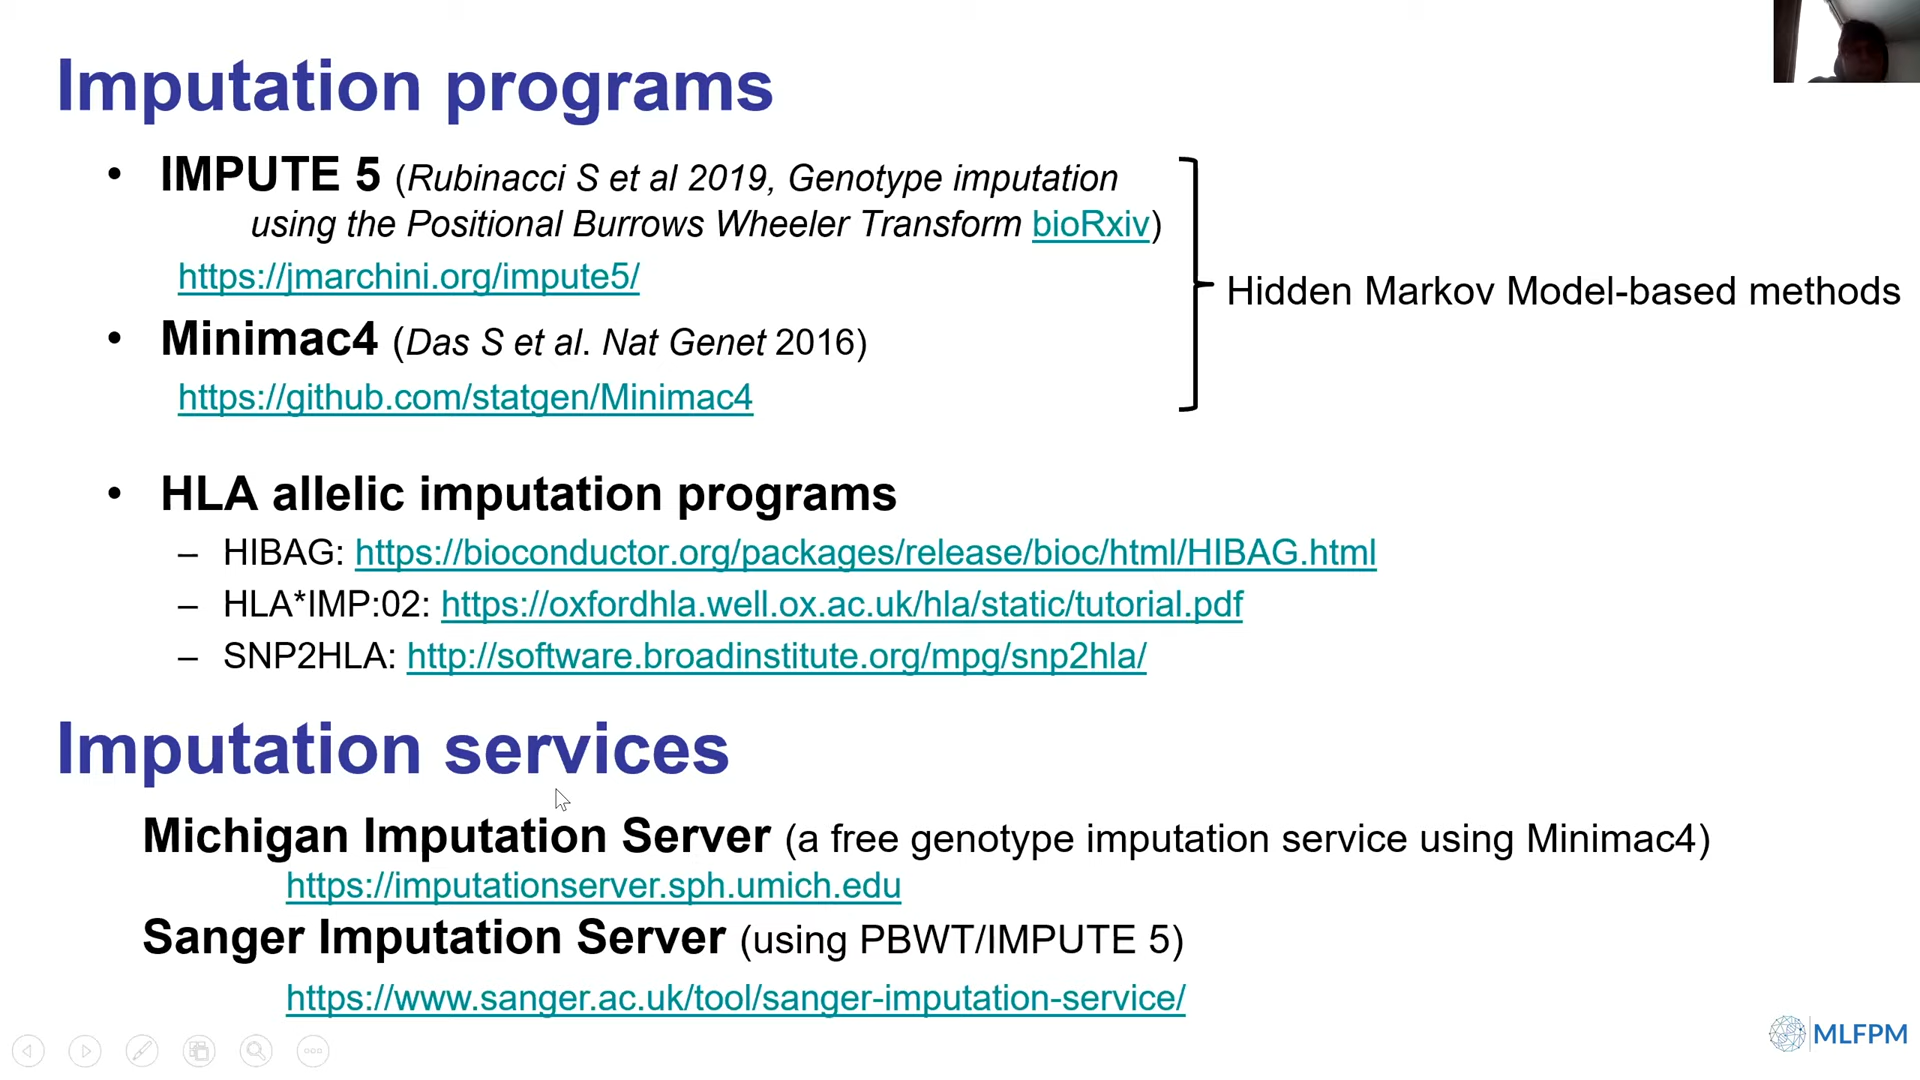 Imputation programs
• IMPUTE 5 (Rubinacci S et al 2019, Genotype imputation
using the Positional Burrows Wheeler Transform bioRxiv)
https://jmarchini.org/impute5/
Hidden Markov Model-based methods
• Minimac4 (Das S et al. Nat Genet 2016)
https://github.com/statgen/Minimac4
• HLA allelic imputation programs
– HIBAG: https://bioconductor.org/packages/release/bioc/html/HIBAG.html
– HLA*IMP:02: https://oxfordhla.well.ox.ac.uk/hla/static/tutorial.pdf
– SNP2HLA: http://software.broadinstitute.org/mpg/snp2hla/
Imputation services
Michigan Imputation Server (a free genotype imputation service using Minimac4)
https://imputationserver.sph.umich.edu
Sanger Imputation Server (using PBWT/IMPUTE 5)
https://www.sanger.ac.uk/tool/sanger-imputation-service/
MLFPM